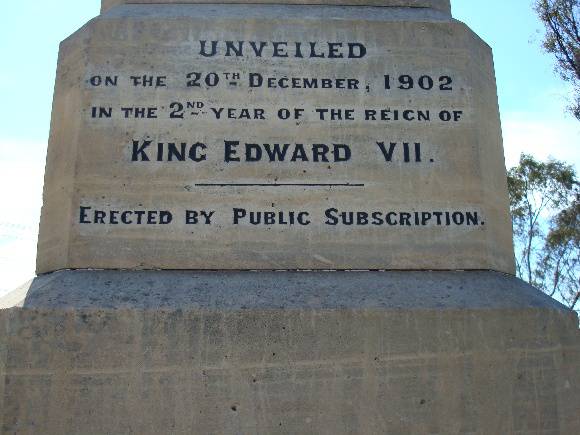 UNVEILED
ON THE 20TH DECEMBER, 1902
IN THE 2ND YEAR OF THE REIGN OF
KING EDWARD VII.
ERECTED BY PUBLIC SUBSCRIPTION.